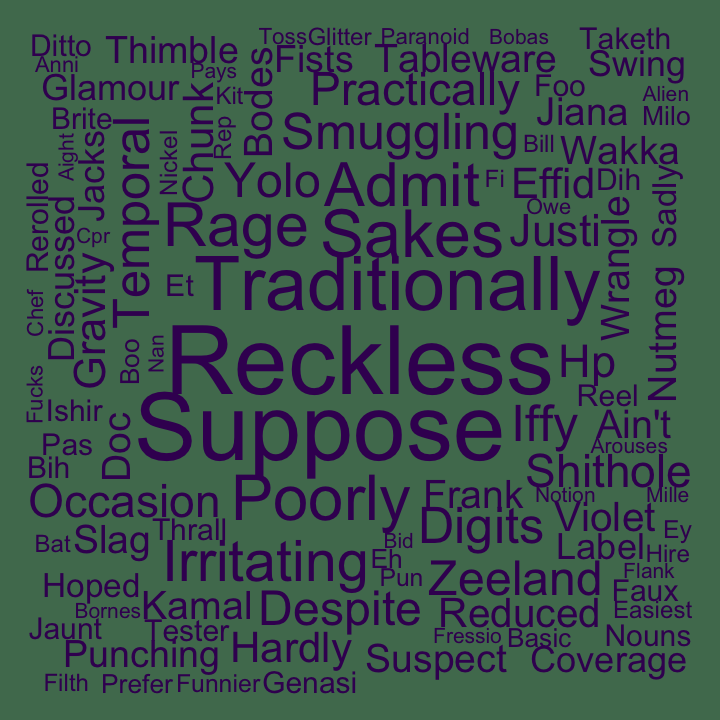 Ditto
Thimble
Toss
Glitter
Paranoid
Bobas
Taketh
Anni
Glamour
Pays
Kit
Bodes
Fists
Tableware
Practically
Foo
Swing
Alien
Brite
Aight
Jacks
Temporal
Nickel
Chunk
Rep
Smuggling
Jiana
Milo
Bill
Wakka
Yolo
Admit
Fi
Effid
Dih
Sadly
Rerolled
Discussed
Cpr
Gravity
Rage
Sakes
Owe
Justi
Wrangle
Nutmeg
Et
Traditionally
Chef
Boo
Nan
Reckless
Hp
Reel
Fucks
Ishir
Doc
Suppose
Iffy
Ain't
Arouses
Pas
Bih
Shithole
Occasion
Poorly
Frank
Notion
Mille
Digits
Violet
Ey
Bat
Slag
Thrall
Irritating
Bid
Eh
Pun
Label
Hire
Flank
Zeeland
Faux
Hoped
Bornes
Kamal
Despite
Reduced
Easiest
Jaunt
Tester
Fressio
Basic
Nouns
Punching
Hardly
Suspect
Coverage
Filth
Prefer
Funnier
Genasi